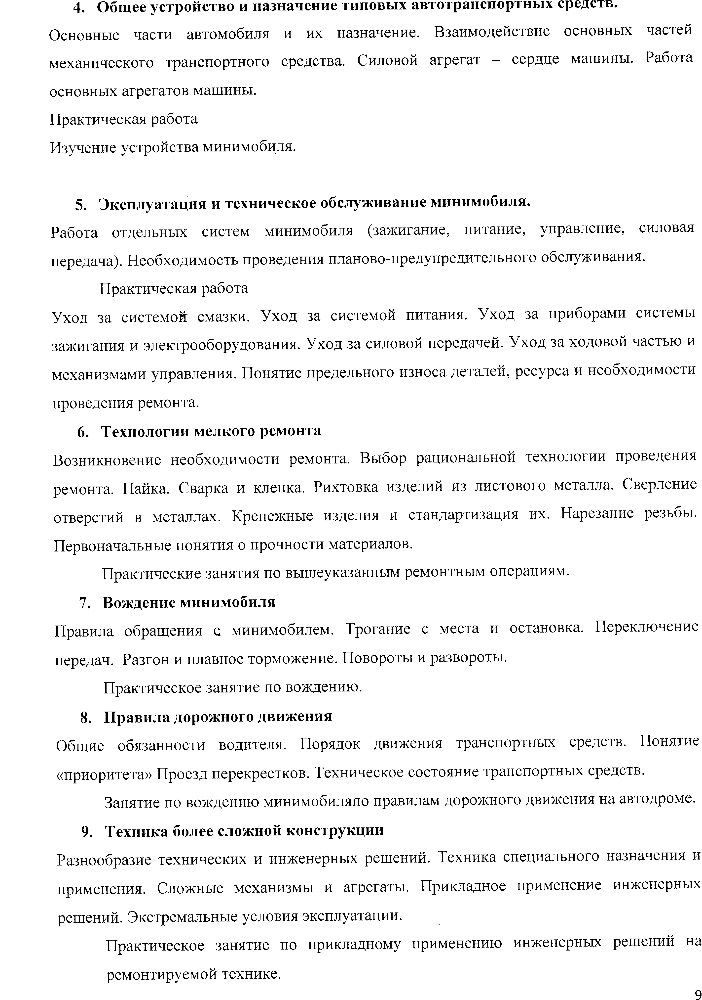 4. Общее устройство и назначение типовых автотранспортных средств.
Основные части автомобиля и их назначение. Взаимодействие основных частей
механического транспортного средства. Силовой агрегат – сердце машины. Работа
основных агрегатов машины.
Практическая работа
Изучение устройства минимобиля.
5. Эксплуатация и техническое обслуживание минимобиля.
Работа отдельных систем минимобиля (зажигание, питание, управление, силовая
передача). Необходимость проведения планово-предупредительного обслуживания.
Практическая работа
Уход за системой смазки. Уход за системой питания. Уход за приборами системы
зажигания и электрооборудования. Уход за силовой передачей. Уход за ходовой частью и
механизмами управления. Понятие предельного износа деталей, ресурса и необходимости
проведения ремонта.
6. Технологии мелкого ремонта
Возникновение необходимости ремонта. Выбор рациональной технологии проведения
ремонта. Пайка. Сварка и клепка. Рихтовка изделий из листового металла. Сверление
отверстий в металлах. Крепежные изделия и стандартизация их. Нарезание резьбы.
Первоначальные понятия о прочности материалов.
Практические занятия по вышеуказанным ремонтным операциям.
7. Вождение минимобиля
Правила обращения с минимобилем. Трогание с места и остановка. Переключение
передач. Разгон и плавное торможение. Повороты и развороты.
Практическое занятие по вождению.
8. Правила дорожного движения
Общие обязанности водителя. Порядок движения транспортных средств. Понятие
«приоритета» Проезд перекрестков. Техническое состояние транспортных средств.
Занятие по вождению минимобиляпо правилам дорожного движения на автодроме.
9. Техника более сложной конструкции
Разнообразие технических и инженерных решений. Техника специального назначения и
применения. Сложные механизмы и агрегаты. Прикладное применение инженерных
решений. Экстремальные условия эксплуатации.
Практическое занятие по прикладному применению инженерных решений на
ремонтируемой технике.
9